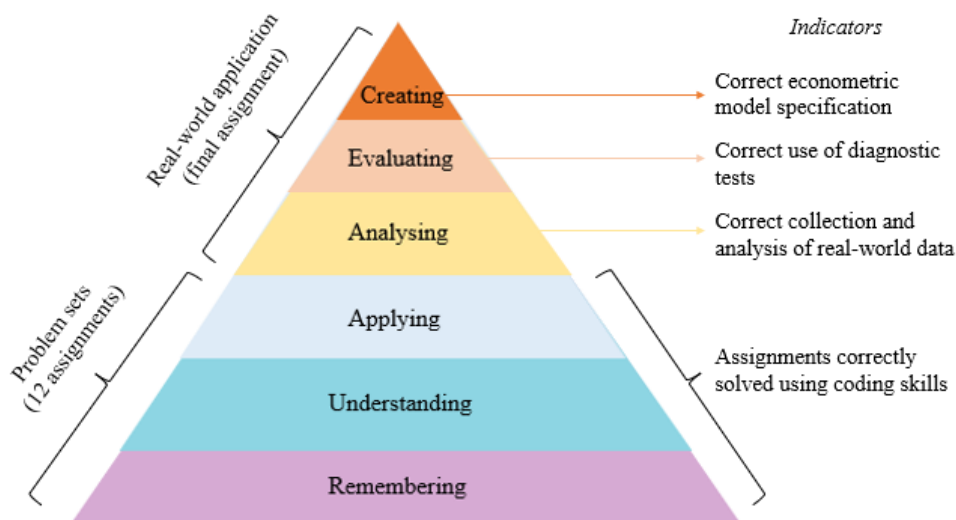 Indicators
Real-world application
(final assignment)
Creating
Correct econometric
model specification
Evaluating
Correct use of diagnostic
tests
Analysing
Correct collection and
analysis of real-world data
Problem sets
(12 assignments)
Applying
Understanding
Remembering
Assignments correctly
solved using coding skills